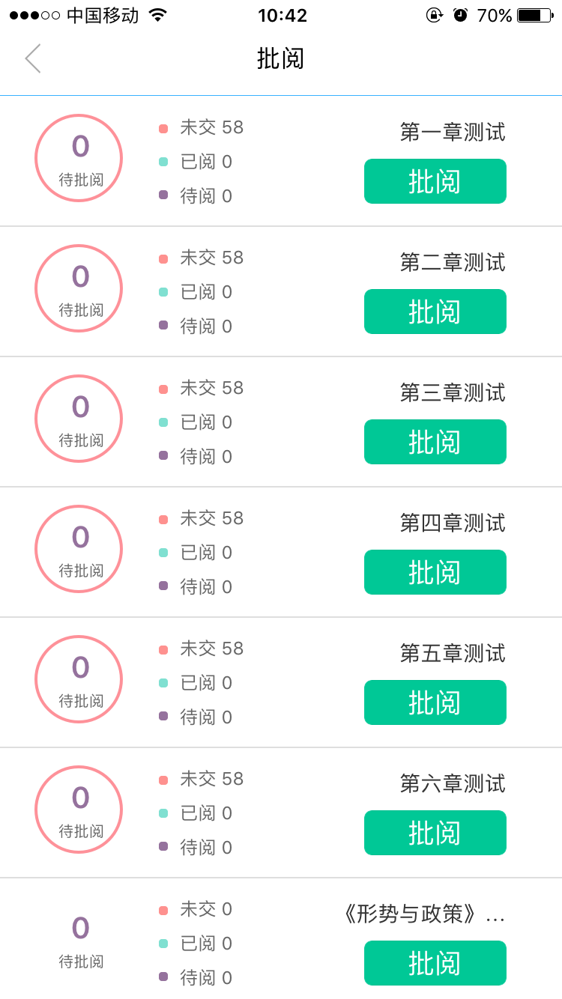 中国移动 10:42 70%
批阅
0
待批阅
未交 58
已阅 0
待阅 0
第一章测试
批阅
0
待批阅
未交 58
已阅 0
待阅 0
第二章测试
批阅
0
待批阅
未交 58
已阅 0
待阅 0
第三章测试
批阅
0
待批阅
未交 58
已阅 0
待阅 0
第四章测试
批阅
0
待批阅
未交 58
已阅 0
待阅 0
第五章测试
批阅
0
待批阅
未交 58
已阅 0
待阅 0
第六章测试
批阅
0
待批阅
未交 0
已阅 0
待阅 0
《形势与政策》...
批阅